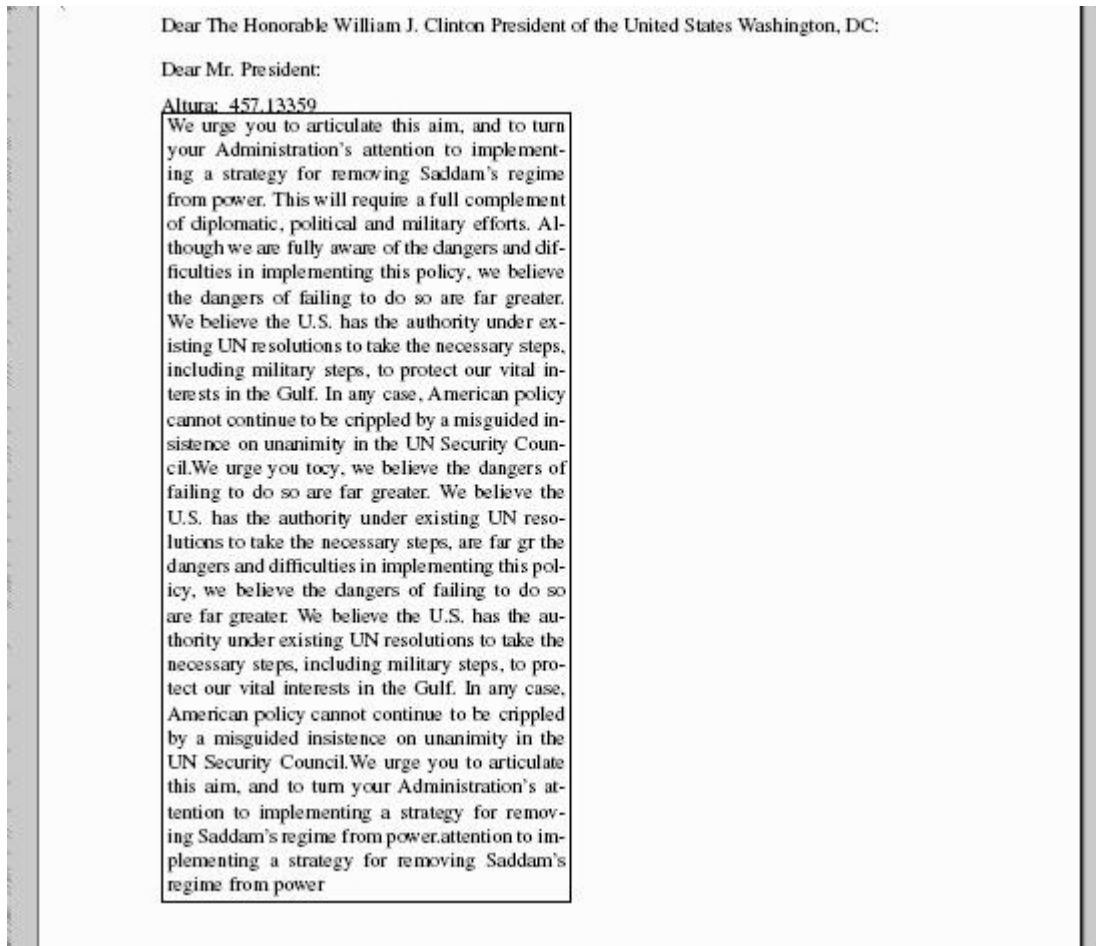 Dear The Honorable William J. Clinton President of the United States Washington, DC:
Dear Mr. President:
Altura: 457.13359
We urge you to articulate this aim, and to turn
your Administration's attention to implement-
ing a strategy for removing Saddam's regime
from power. This will require a full complement
of diplomatic, political and military efforts. Al-
though we are fully aware of the dangers and dif-
ficulties in implementing this policy, we believe
the dangers of failing to do so are far greater.
We believe the U.S. has the authority under ex-
isting UN resolutions to take the necessary steps,
including military steps, to protect our vital in-
terests in the Gulf. In any case, American policy
cannot continue to be crippled by a misguided in-
sistence on unanimity in the UN Security Coun-
cil.We urge you tocy, we believe the dangers of
failing to do so are far greater. We believe the
U.S. has the authority under existing UN reso-
lutions to take the necessary steps, are far gr the
dangers and difficulties in implementing this pol-
icy, we believe the dangers of failing to do so
are far greater. We believe the U.S. has the au-
thority under existing UN resolutions to take the
necessary steps, including military steps, to pro-
tect our vital interests in the Gulf. In any case,
American policy cannot continue to be crippled
by a misguided insistence on unanimity in the
UN Security Council.We urge you to articulate
this aim, and to turn your Administration's at-
tention to implementing a strategy for remov-
ing Saddam's regime from power.attention to im-
plementing a strategy for removing Saddam's
regime from power